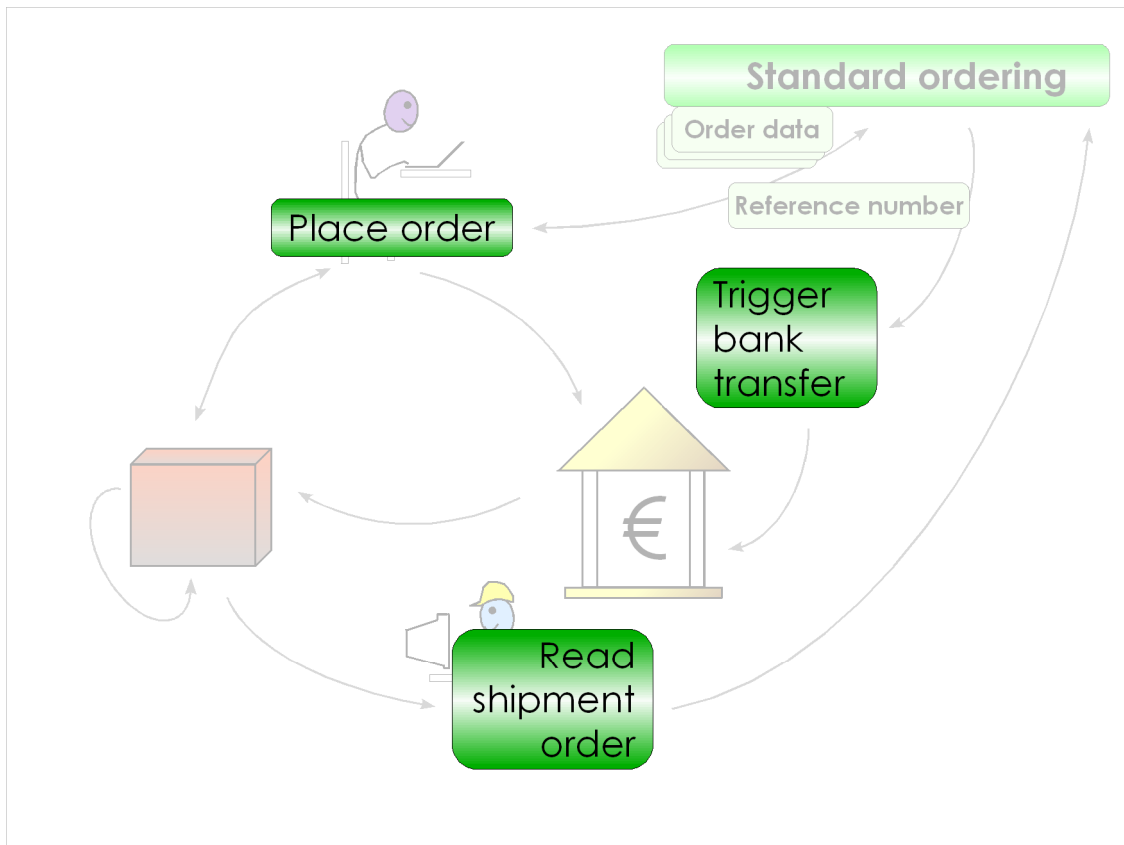 Standard ordering
Order data
Reference number
Place order
Trigger
bank
transfer
€
Read
shipment
order